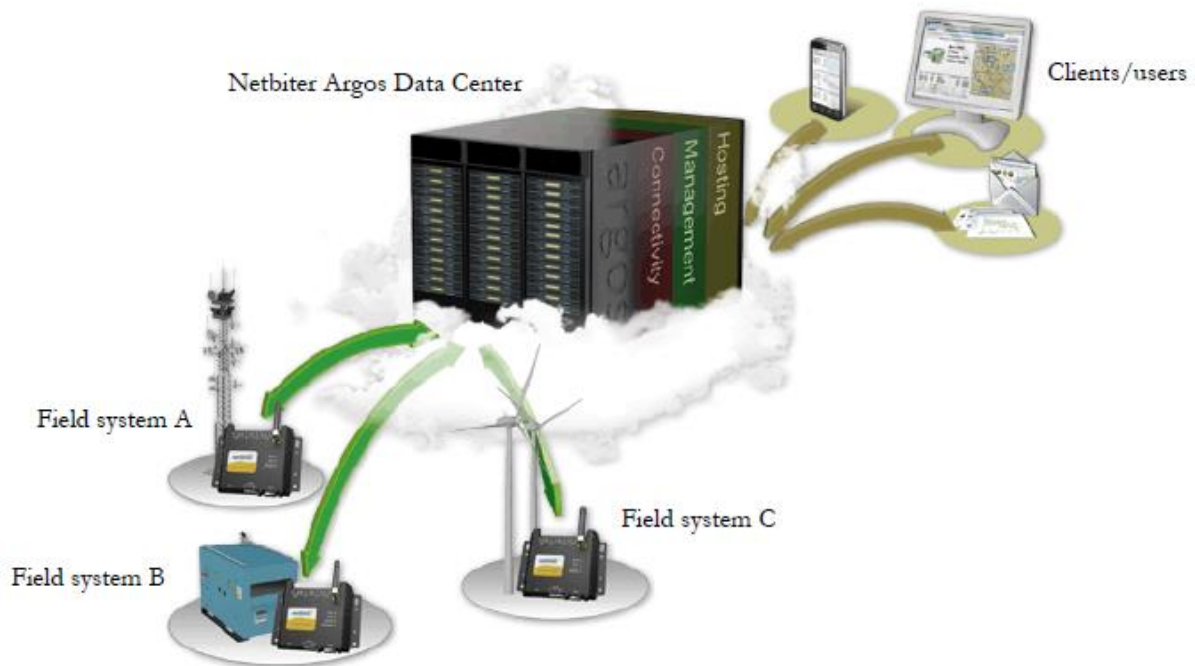 Netbiter Argos Data Center
Clients/users
argos
Connectivity
Management
Hosting
Field system A
Field system B
Field system C